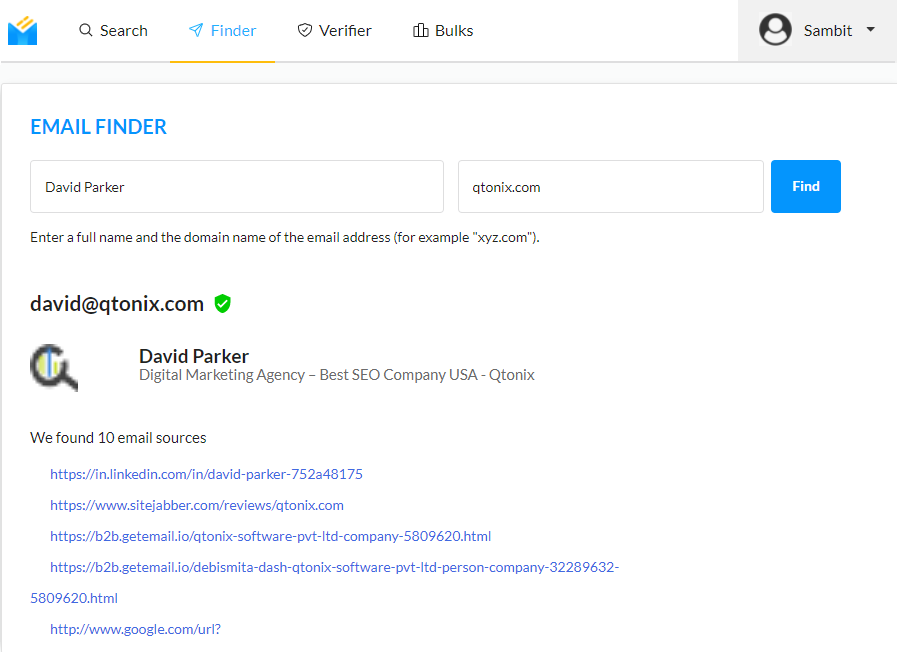 Search Finder Verifier Bulks Sambit
EMAIL FINDER
David Parker qtonix.com Find
Enter a full name and the domain name of the email address (for example "xyz.com").
david@qtonix.com
David Parker
Digital Marketing Agency – Best SEO Company USA - Qtonix
We found 10 email sources
https://in.linkedin.com/in/david-parker-752a48175
https://www.sitejabber.com/reviews/qtonix.com
https://b2b.getemail.io/qtonix-software-pvt-ltd-company-5809620.html
https://b2b.getemail.io/debismita-dash-qtonix-software-pvt-ltd-person-company-32289632-
5809620.html
http://www.google.com/url?